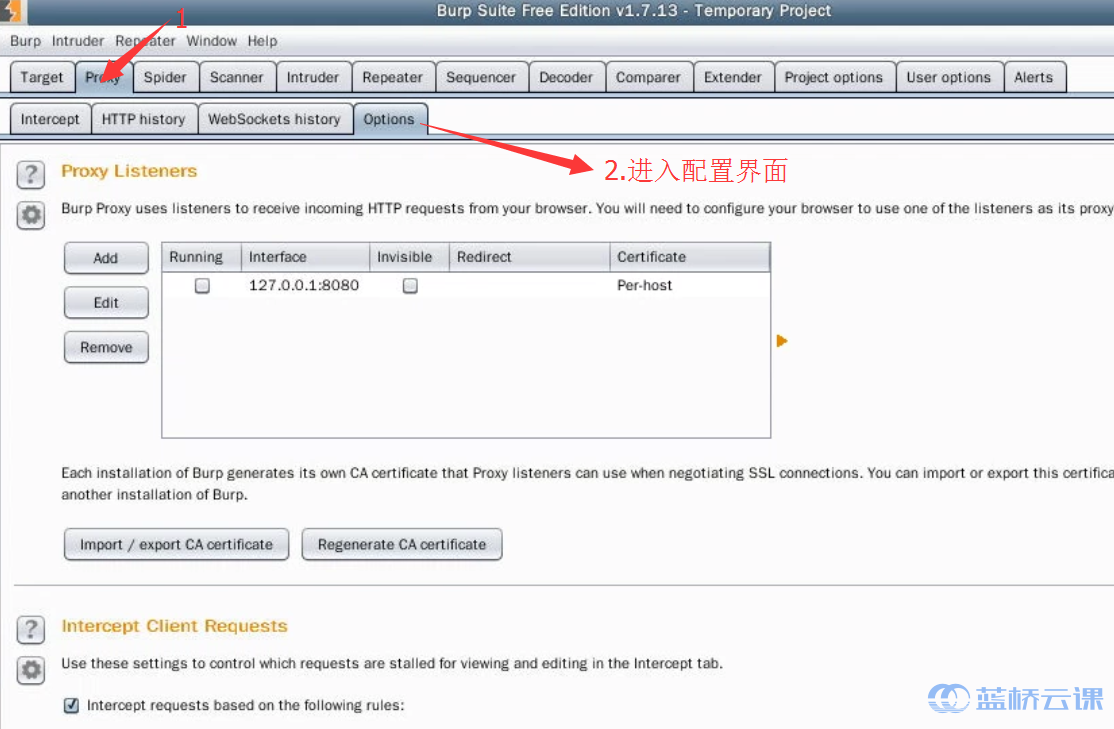 Burp Suite Free Edition v1.7.13 - Temporary Project
1
Burp Intruder Repeater Window Help
Target Proxy Spider Scanner Intruder Repeater Sequencer Decoder Comparer Extender Project options User options Alerts
Intercept HTTP history WebSockets history Options
2.进入配置界面
? Proxy Listeners
Burp Proxy uses listeners to receive incoming HTTP requests from your browser. You will need to configure your browser to use one of the listeners as its proxy
Add Running Interface Invisible Redirect Certificate
127.0.0.1:8080 Per-host
Edit
Remove
Each installation of Burp generates its own CA certificate that Proxy listeners can use when negotiating SSL connections. You can import or export this certifica
another installation of Burp.
Import / export CA certificate Regenerate CA certificate
? Intercept Client Requests
Use these settings to control which requests are stalled for viewing and editing in the Intercept tab.
Intercept requests based on the following rules:
蓝桥云课